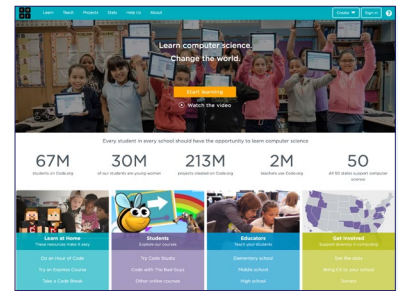 Learn Teach Projects Stats Help Us About
Create Sign in ?
Learn computer science.
Change the world.
Start learning
Watch the video
Every student in every school should have the opportunity to learn computer science
67M 30M 213M 2M 50
students on Code.org
of our students are young women
projects created on Code.org
teachers use Code.org
All 50 states support computer science
Learn at Home
These resources make it easy
Do an Hour of Code
Try an Express Course
Take a Code Break
Students
Explore our courses
Try Code Studio
Code with The Bad Guys
Other online courses
Educators
Teach your students
Elementary school
Middle school
High school
Get Involved
Support diversity in computing
See the stats
Bring CS to your school
Donate